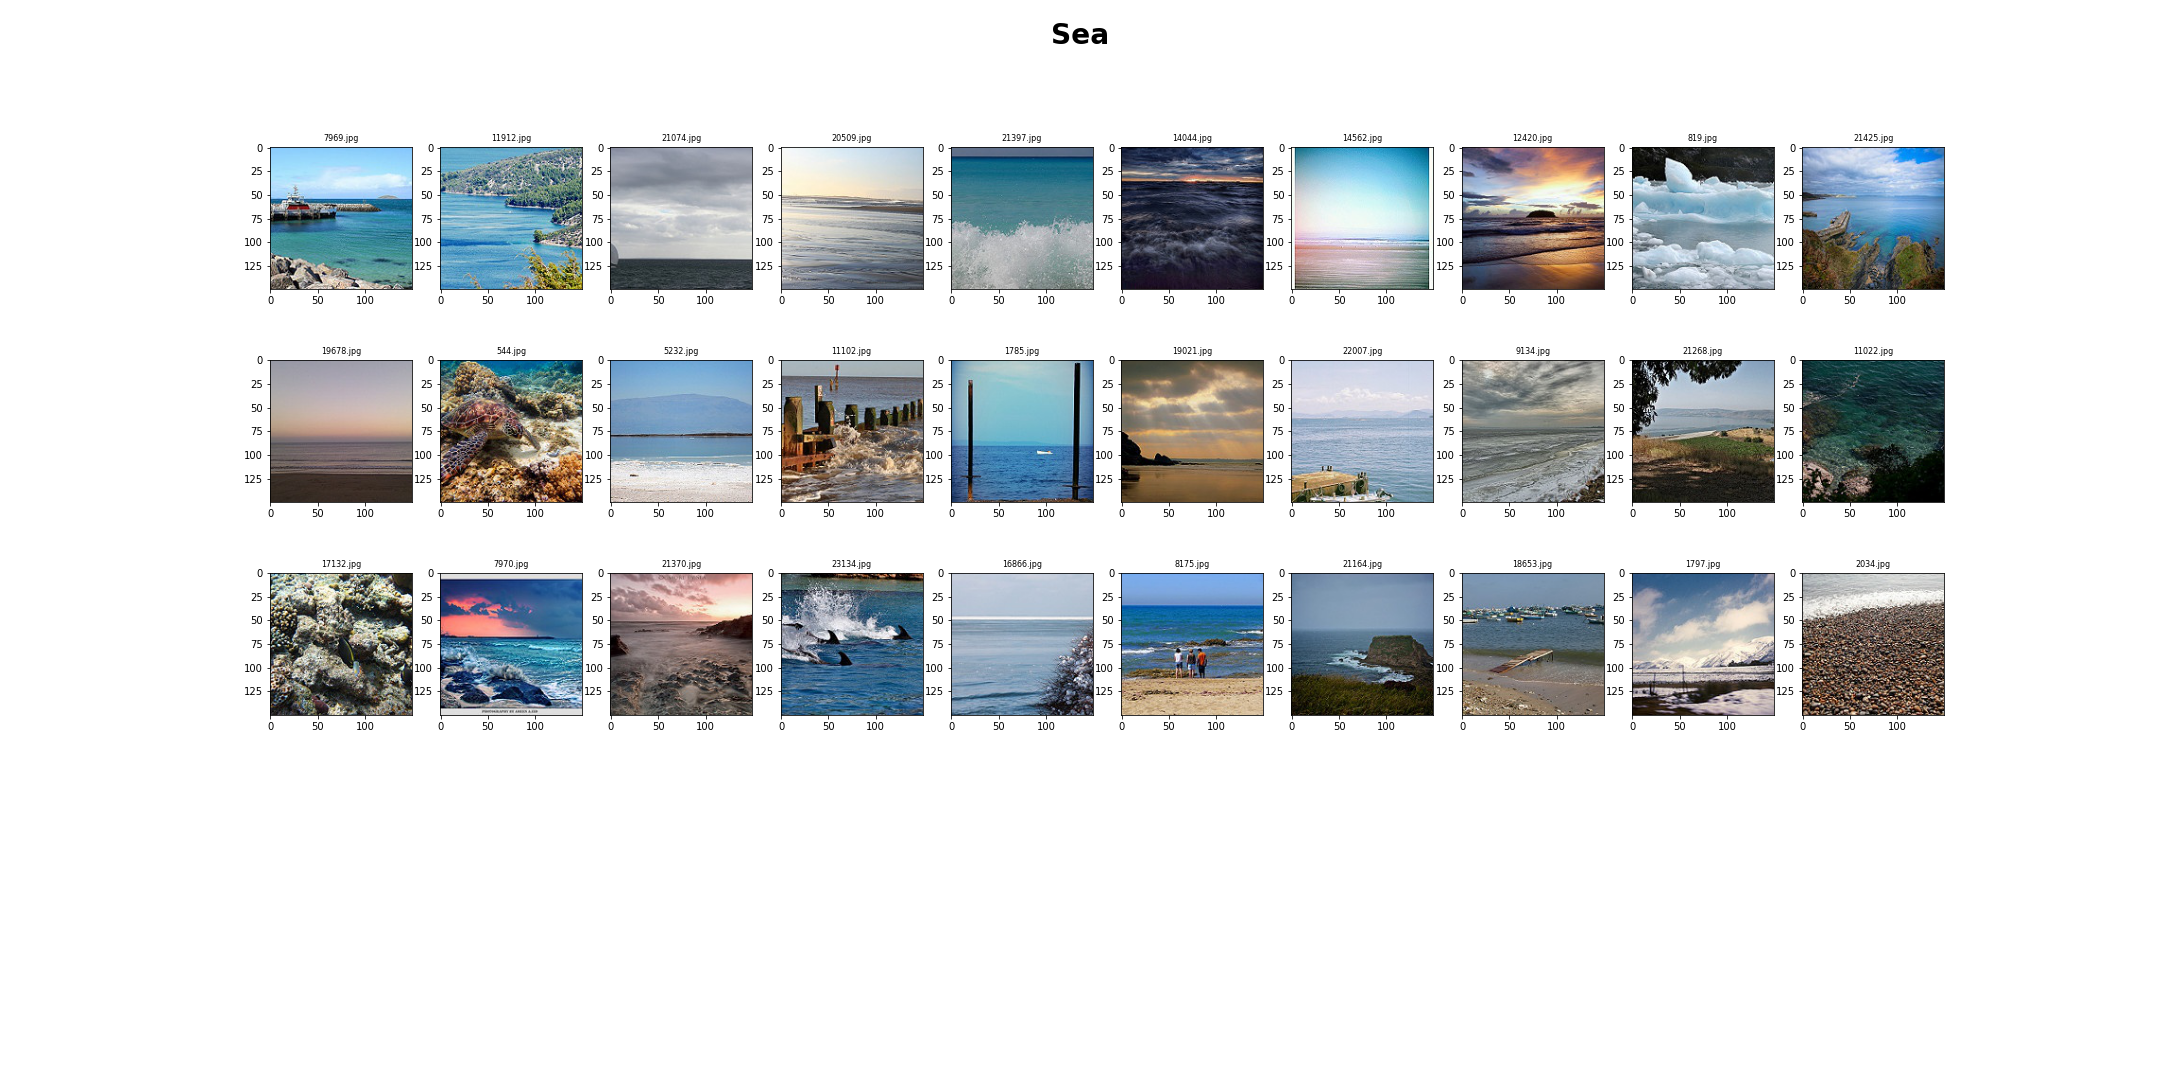 Sea
7969.jpg 11912.jpg 21074.jpg 20509.jpg 21397.jpg 14044.jpg 14562.jpg 12420.jpg 819.jpg 21425.jpg
0 0 0 0 0 0 0 0 0 0
25 25 25 25 25 25 25 25 25 25
50 50 50 50 50 50 50 50 50 50
75 75 75 75 75 75 75 75 75 75
100 100 100 100 100 100 100 100 100 100
125 125 125 125 125 125 125 125 125 125
0 50 100 0 50 100 0 50 100 0 50 100 0 50 100 0 50 100 0 50 100 0 50 100 0 50 100 0 50 100
19678.jpg 544.jpg 5232.jpg 11102.jpg 1785.jpg 19021.jpg 22007.jpg 9134.jpg 21268.jpg 11022.jpg
0 0 0 0 0 0 0 0 0 0
25 25 25 25 25 25 25 25 25 25
50 50 50 50 50 50 50 50 50 50
75 75 75 75 75 75 75 75 75 75
100 100 100 100 100 100 100 100 100 100
125 125 125 125 125 125 125 125 125 125
0 50 100 0 50 100 0 50 100 0 50 100 0 50 100 0 50 100 0 50 100 0 50 100 0 50 100 0 50 100
17132.jpg 7970.jpg 21370.jpg 23134.jpg 16866.jpg 8175.jpg 21164.jpg 18653.jpg 1797.jpg 2034.jpg
0 0 0 0 0 0 0 0 0 0
25 25 25 25 25 25 25 25 25 25
50 50 50 50 50 50 50 50 50 50
75 75 75 75 75 75 75 75 75 75
100 100 100 100 100 100 100 100 100 100
125 125 125 125 125 125 125 125 125 125
0 50 100 0 50 100 0 50 100 0 50 100 0 50 100 0 50 100 0 50 100 0 50 100 0 50 100 0 50 100